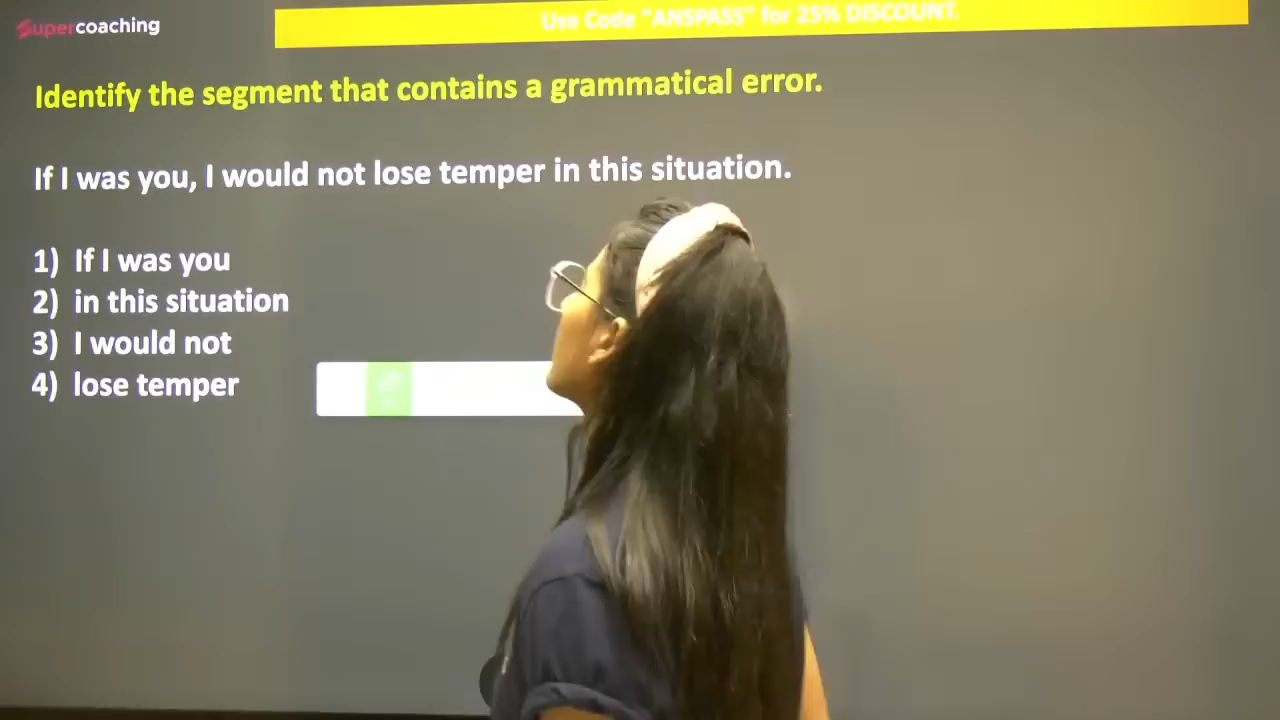 Supercoaching
Use Code "ANSPASS" for 25% DISCOUNT.
Identify the segment that contains a grammatical error.
If I was you, I would not lose temper in this situation.
1) If I was you
2) in this situation
3) I would not
4) lose temper